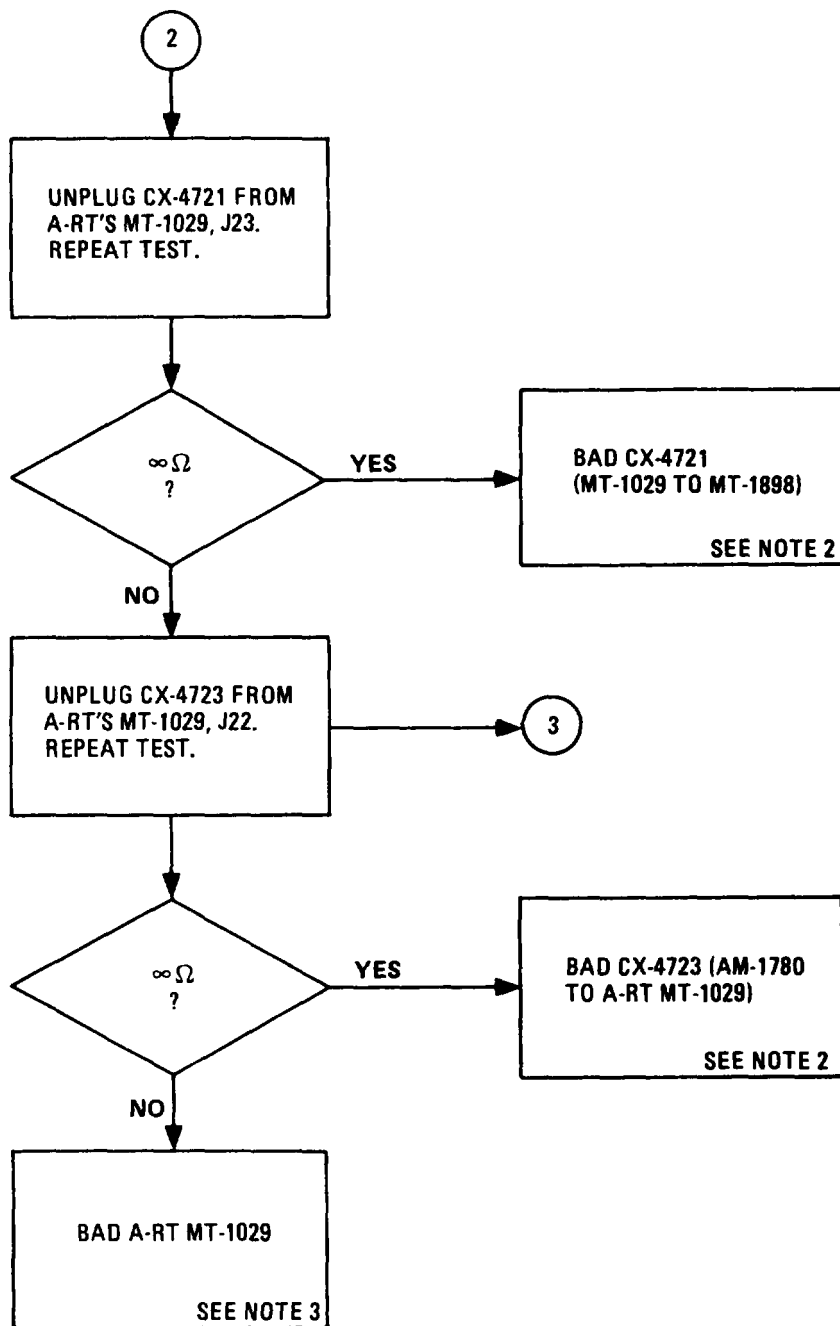 2
UNPLUG CX-4721 FROM
A-RT'S MT-1029, J23.
REPEAT TEST.
∞Ω
?
YES
BAD CX-4721
(MT-1029 TO MT-1898)
SEE NOTE 2
NO
UNPLUG CX-4723 FROM
A-RT'S MT-1029, J22.
REPEAT TEST.
3
∞Ω
?
YES
BAD CX-4723 (AM-1780
TO A-RT MT-1029)
SEE NOTE 2
NO
BAD A-RT MT-1029
SEE NOTE 3